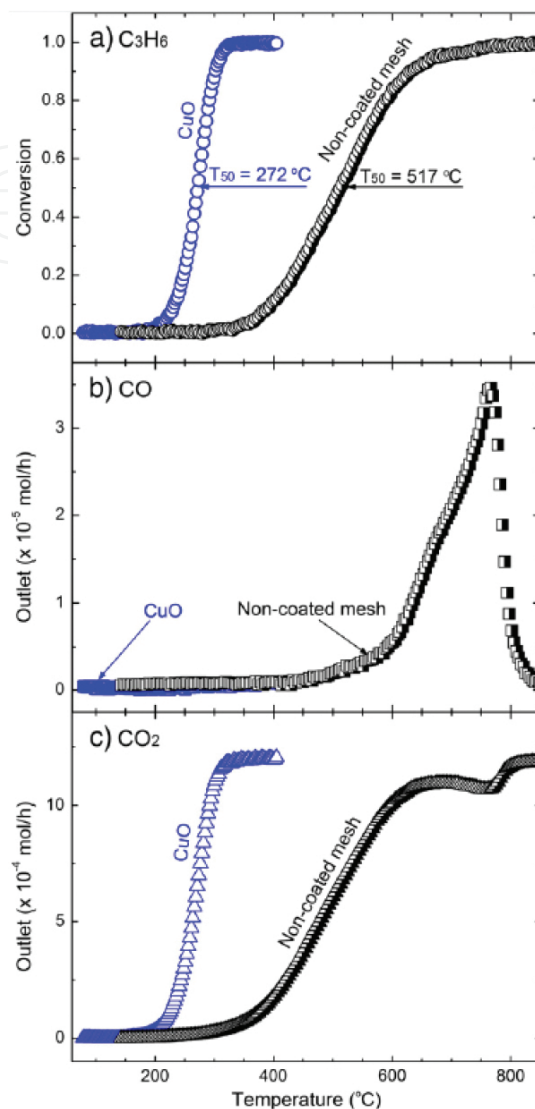 a) C₃H₆
CuO
Non-coated mesh
T₅₀ = 272 °C
T₅₀ = 517 °C
Conversion
1.0
0.8
0.6
0.4
0.2
0.0
b) CO
CuO
Non-coated mesh
Outlet (x 10⁻⁵ mol/h)
3
2
1
0
c) CO₂
CuO
Non-coated mesh
Outlet (x 10⁻⁴ mol/h)
10
5
0
200 400 600 800
Temperature (°C)